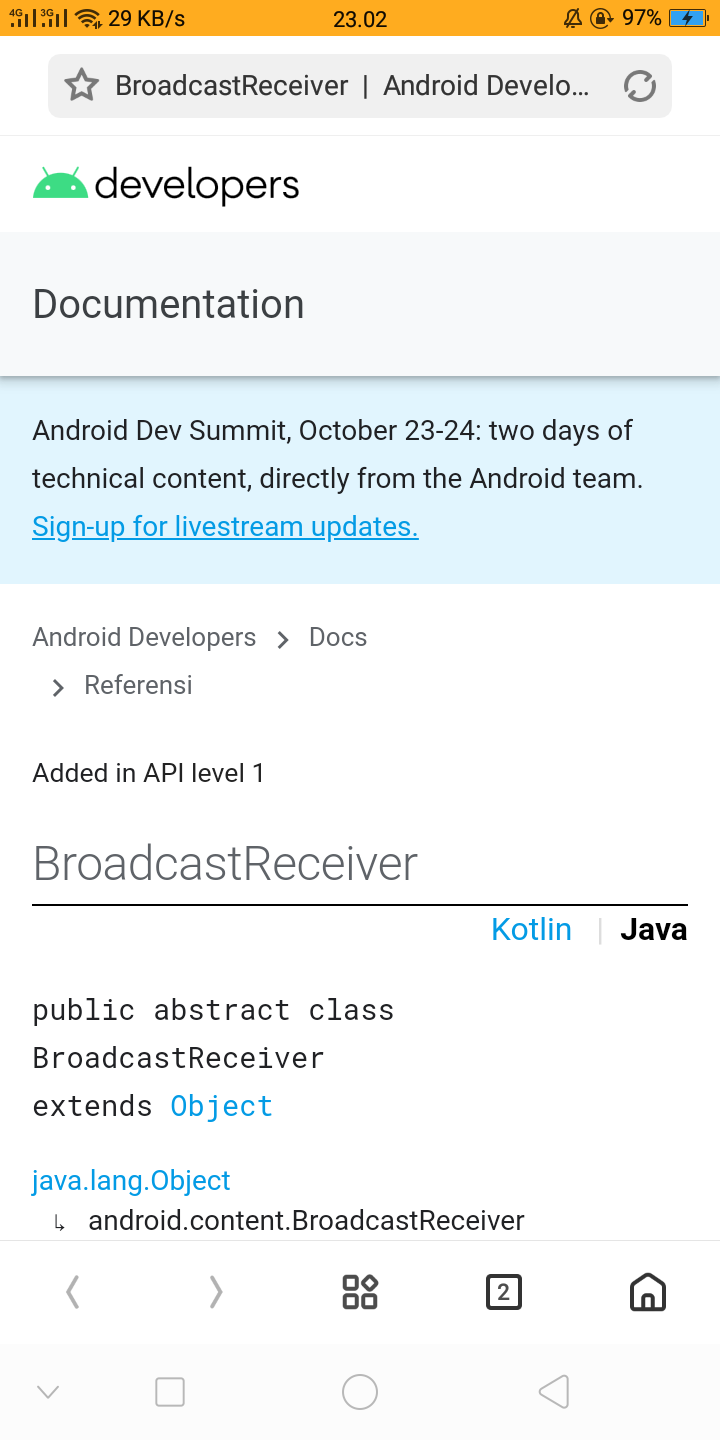 4G 3G 29 KB/s 23.02 97%
BroadcastReceiver | Android Develo...
developers
Documentation
Android Dev Summit, October 23-24: two days of
technical content, directly from the Android team.
Sign-up for livestream updates.
Android Developers > Docs
> Referensi
Added in API level 1
BroadcastReceiver
Kotlin | Java
public abstract class
BroadcastReceiver
extends Object
java.lang.Object
↳ android.content.BroadcastReceiver
2